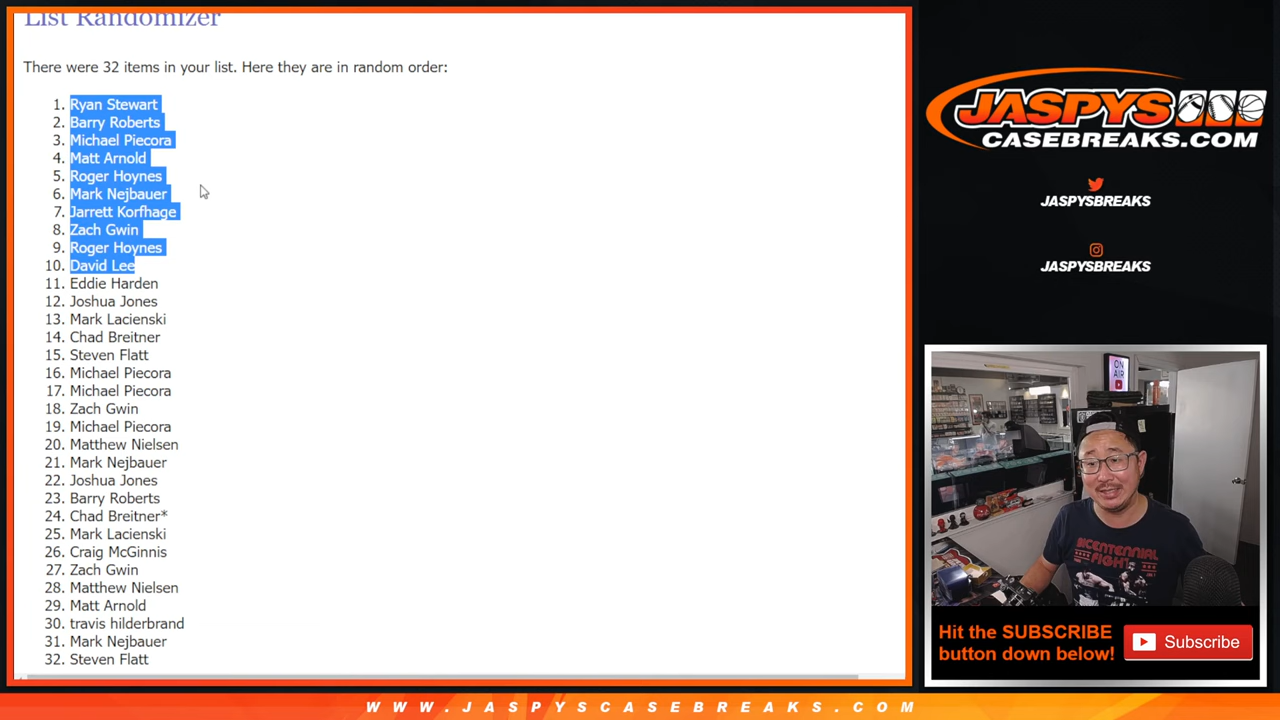 List Randomizer
There were 32 items in your list. Here they are in random order:
1. Ryan Stewart
2. Barry Roberts
3. Michael Piecora
4. Matt Arnold
5. Roger Hoynes
6. Mark Nejbauer
7. Jarrett Korfhage
8. Zach Gwin
9. Roger Hoynes
10. David Lee
11. Eddie Harden
12. Joshua Jones
13. Mark Lacienski
14. Chad Breitner
15. Steven Flatt
16. Michael Piecora
17. Michael Piecora
18. Zach Gwin
19. Michael Piecora
20. Matthew Nielsen
21. Mark Nejbauer
22. Joshua Jones
23. Barry Roberts
24. Chad Breitner*
25. Mark Lacienski
26. Craig McGinnis
27. Zach Gwin
28. Matthew Nielsen
29. Matt Arnold
30. travis hilderbrand
31. Mark Nejbauer
32. Steven Flatt
JASPYS
CASEBREAKS.COM
JASPYSBREAKS
JASPYSBREAKS
ON
AIR
BICENTENNIAL
FIGHT
Hit the SUBSCRIBE
button down below!
Subscribe
WWW.JASPYSCASEBREAKS.COM